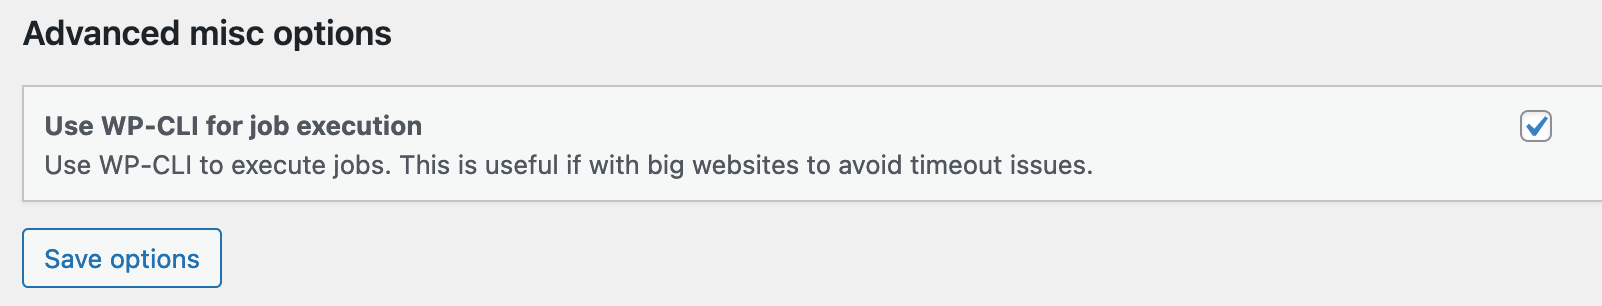 Advanced misc options
Use WP-CLI for job execution
Use WP-CLI to execute jobs. This is useful if with big websites to avoid timeout issues.
Save options